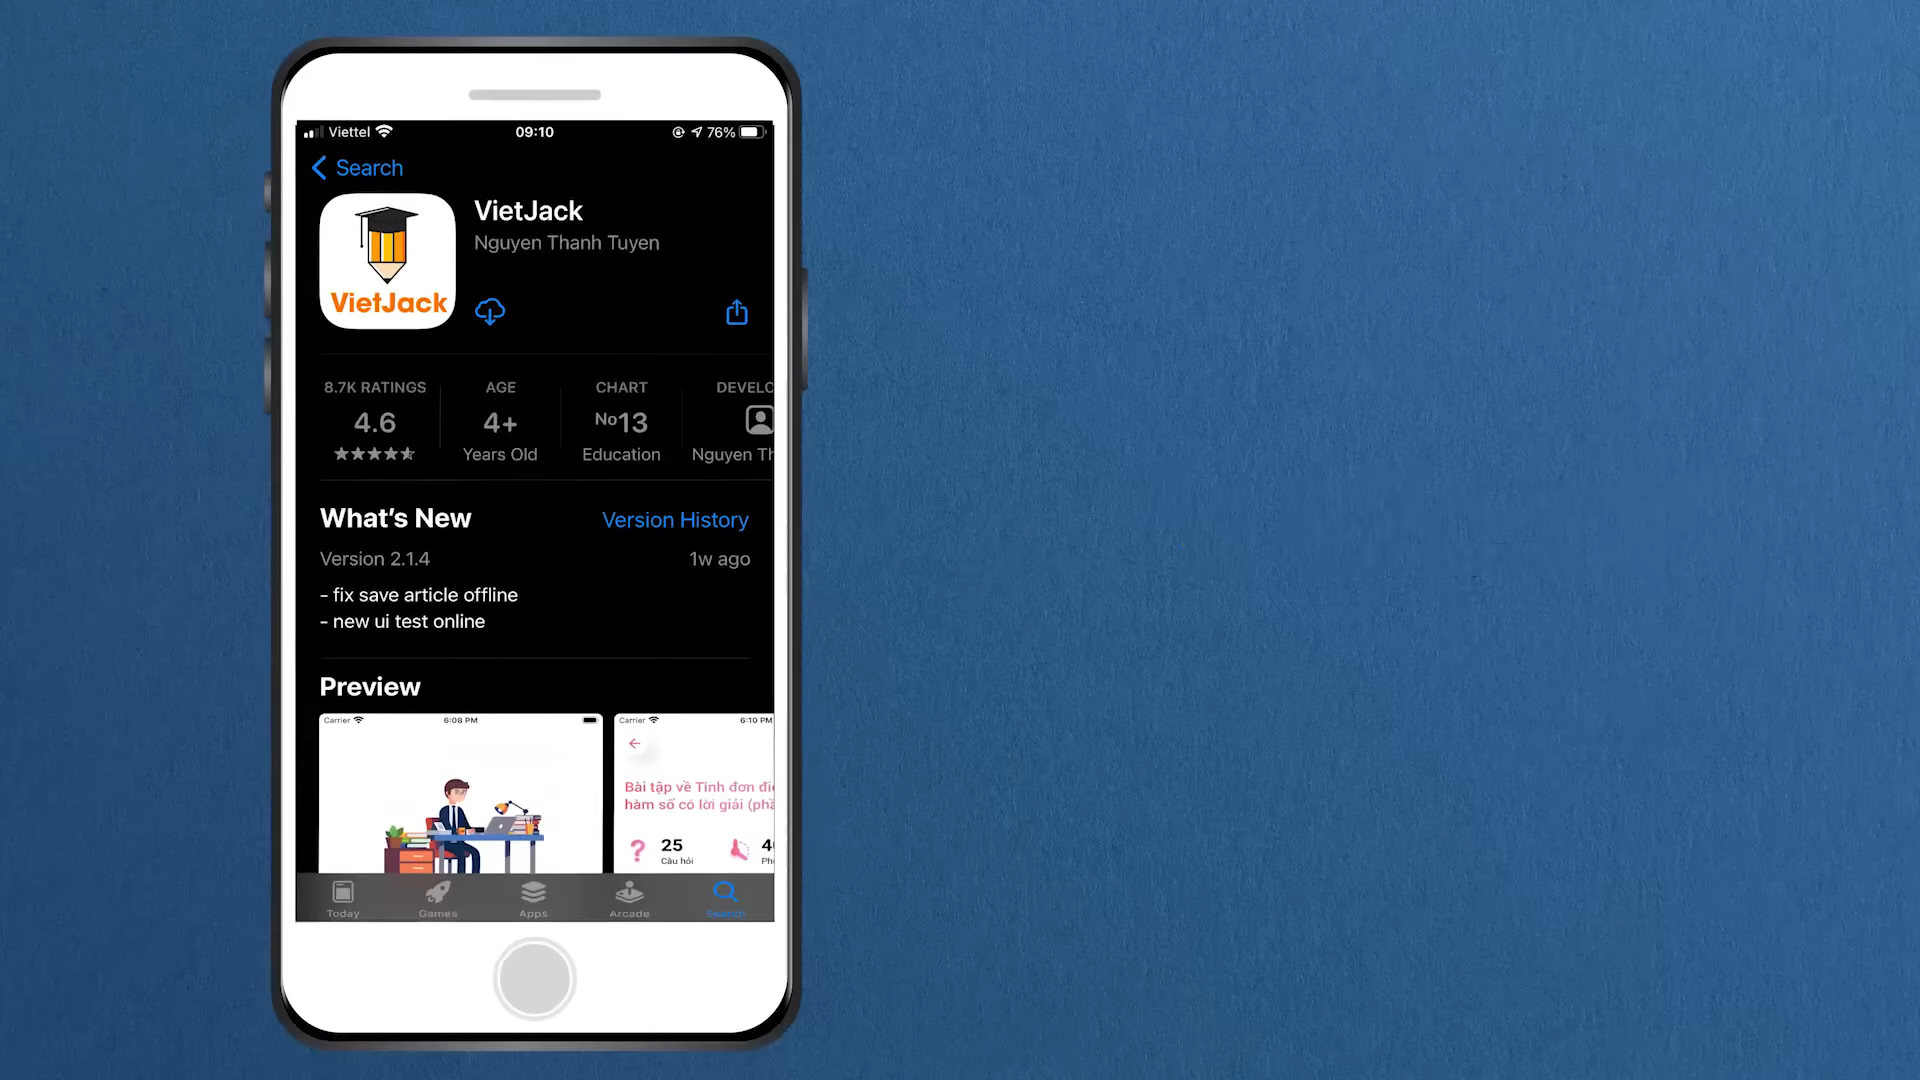 Viettel 09:10 76%
Search
VietJack
Nguyen Thanh Tuyen
VietJack
8.7K RATINGS AGE CHART DEVELO
4.6 4+ No13
Years Old Education Nguyen Th
What's New Version History
Version 2.1.4 1w ago
- fix save article offline
- new ui test online
Preview
Carrier 6:08 PM Carrier 6:10 PM
Bài tập về Tính đơn đi
hàm số có lời giải (phầ
25
Câu hỏi
Today Games Apps Arcade Search